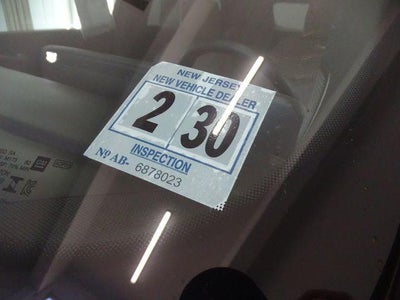 NEW JERSEY
NEW VEHICLE DEALER
2 30
INSPECTION
Nº AB- 6878023